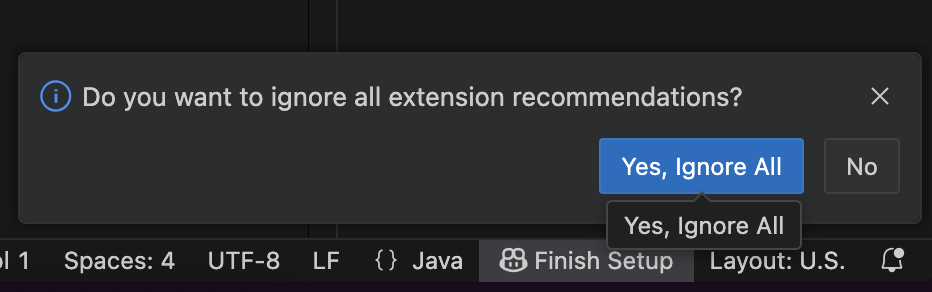 Do you want to ignore all extension recommendations?
Yes, Ignore All
No
Yes, Ignore All
l 1 Spaces: 4 UTF-8 LF {} Java Finish Setup Layout: U.S.